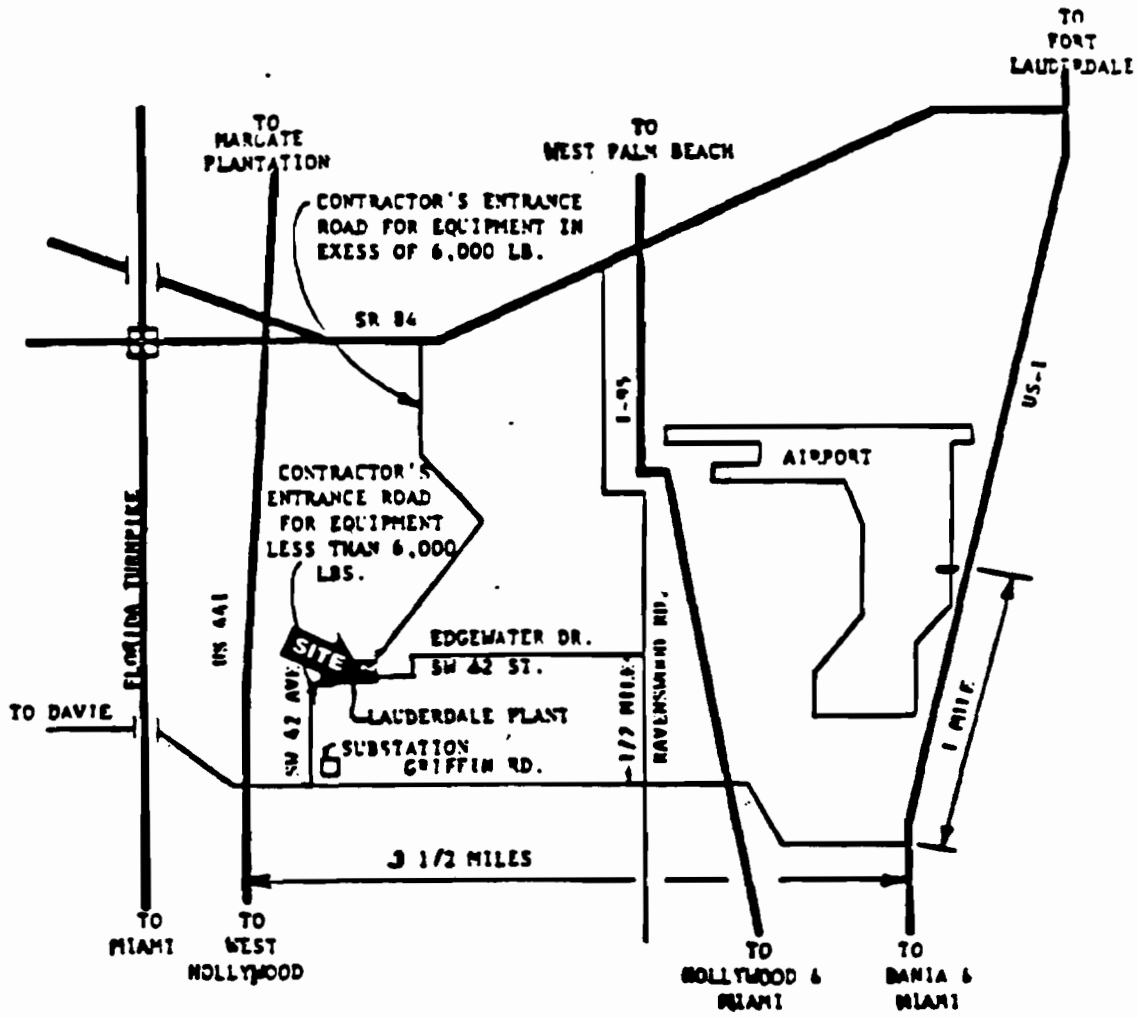 TO
FORT
LAUDERDALE
TO
MARGATE
PLANTATION
TO
WEST PALM BEACH
CONTRACTOR'S ENTRANCE
ROAD FOR EQUIPMENT IN
EXESS OF 6,000 LB.
SR 84
I-95
US-1
AIRPORT
CONTRACTOR'S
ENTRANCE ROAD
FOR EQUIPMENT
LESS THAN 6,000
LBS.
FLORIDA TURNPIKE
US 441
SITE
EDGEWATER DR.
SW 42 ST.
SW 42 AVE
LAUDERDALE PLANT
SUBSTATION
GRIFFIN RD.
1/2 MILE
RAVENSWOOD RD.
1 MILE
TO DAVIE
3 1/2 MILES
TO
MIAMI
TO
WEST
HOLLYWOOD
TO
HOLLYWOOD &
MIAMI
TO
DANIA &
MIAMI